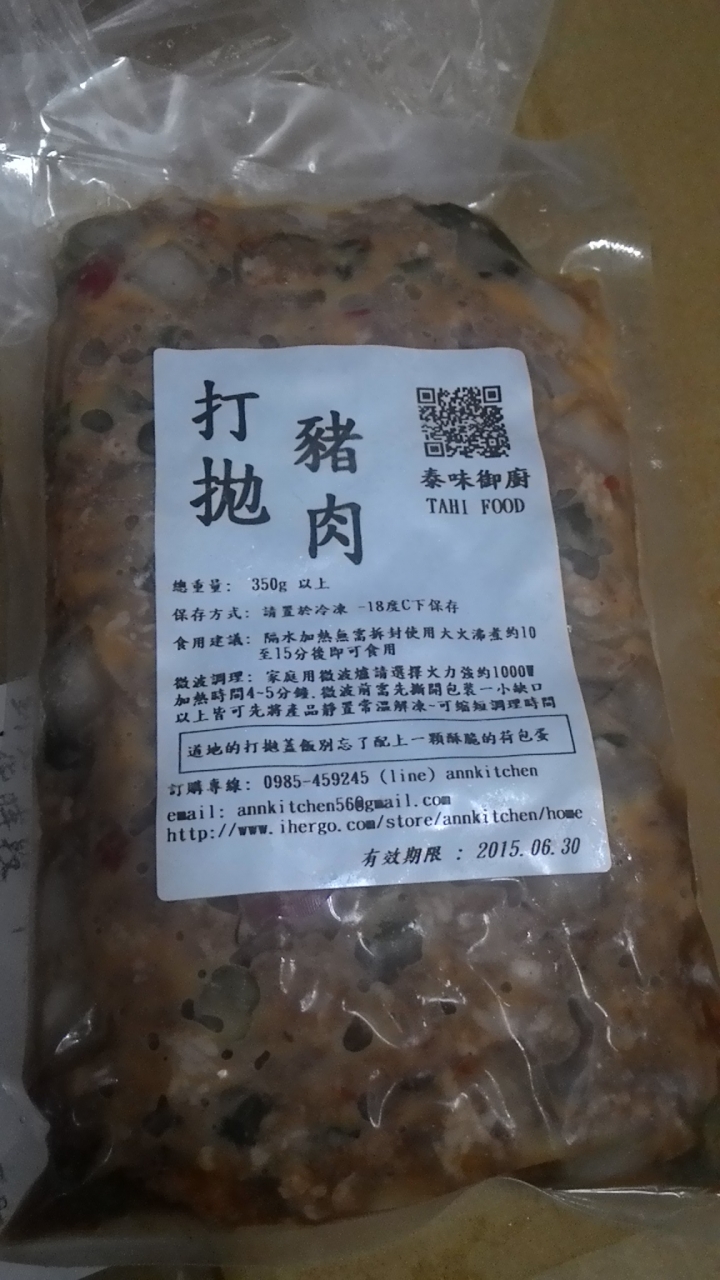 打拋
豬肉
泰味御廚
TAHI FOOD
總重量: 350g 以上
保存方式: 請置於冷凍 -18度C下保存
食用建議: 隔水加熱無需拆封使用大火沸煮約10
至15分後即可食用
微波調理: 家庭用微波爐請選擇火力強約1000W
加熱時間4~5分鐘.微波前需先撕開包裝一小缺口
以上皆可先將產品靜置常溫解凍~可縮短調理時間
道地的打拋蓋飯別忘了配上一顆酥脆的荷包蛋
訂購專線: 0985-459245 (line) annkitchen
email: annkitchen56@gmail.com
http://www.ihergo.com/store/annkitchen/home
有效期限 : 2015.06.30